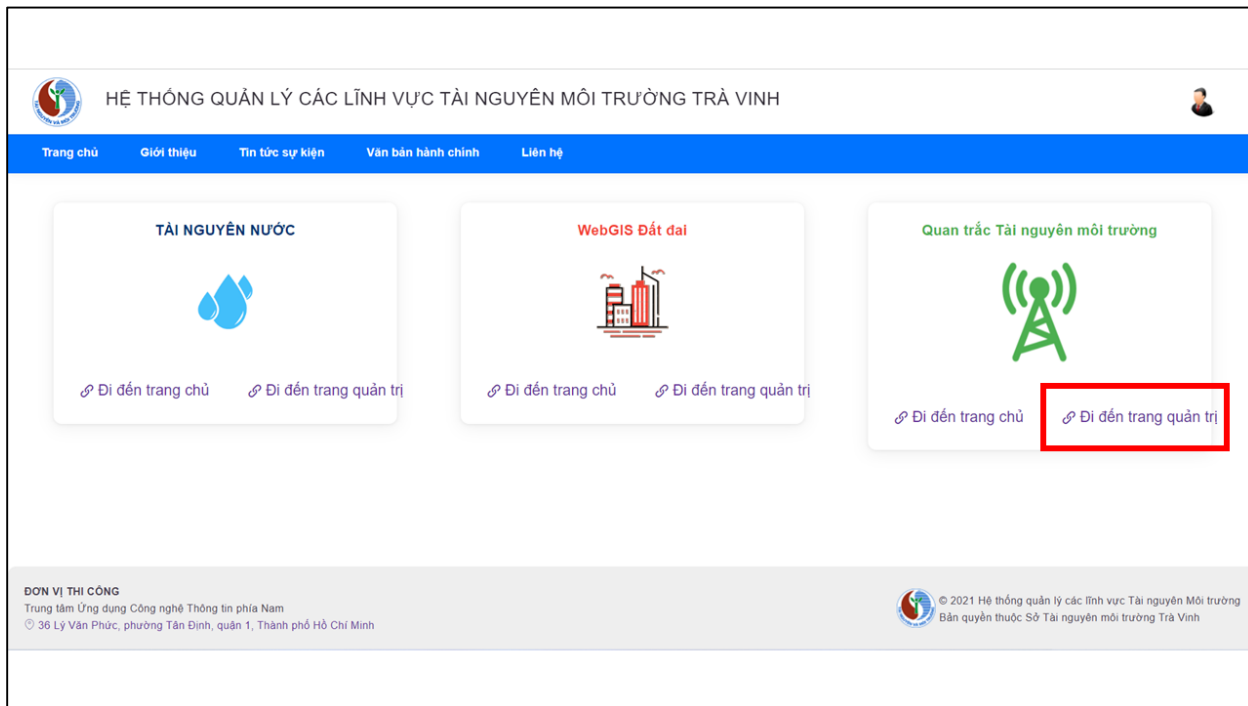 HỆ THỐNG QUẢN LÝ CÁC LĨNH VỰC TÀI NGUYÊN MÔI TRƯỜNG TRÀ VINH
Trang chủ Giới thiệu Tin tức sự kiện Văn bản hành chính Liên hệ
TÀI NGUYÊN NƯỚC
Đi đến trang chủ Đi đến trang quản trị
WebGIS Đất đai
Đi đến trang chủ Đi đến trang quản trị
Quan trắc Tài nguyên môi trường
Đi đến trang chủ Đi đến trang quản trị
ĐƠN VỊ THI CÔNG
Trung tâm Ứng dụng Công nghệ Thông tin phía Nam
36 Lý Văn Phức, phường Tân Định, quận 1, Thành phố Hồ Chí Minh
© 2021 Hệ thống quản lý các lĩnh vực Tài nguyên Môi trường
Bản quyền thuộc Sở Tài nguyên môi trường Trà Vinh